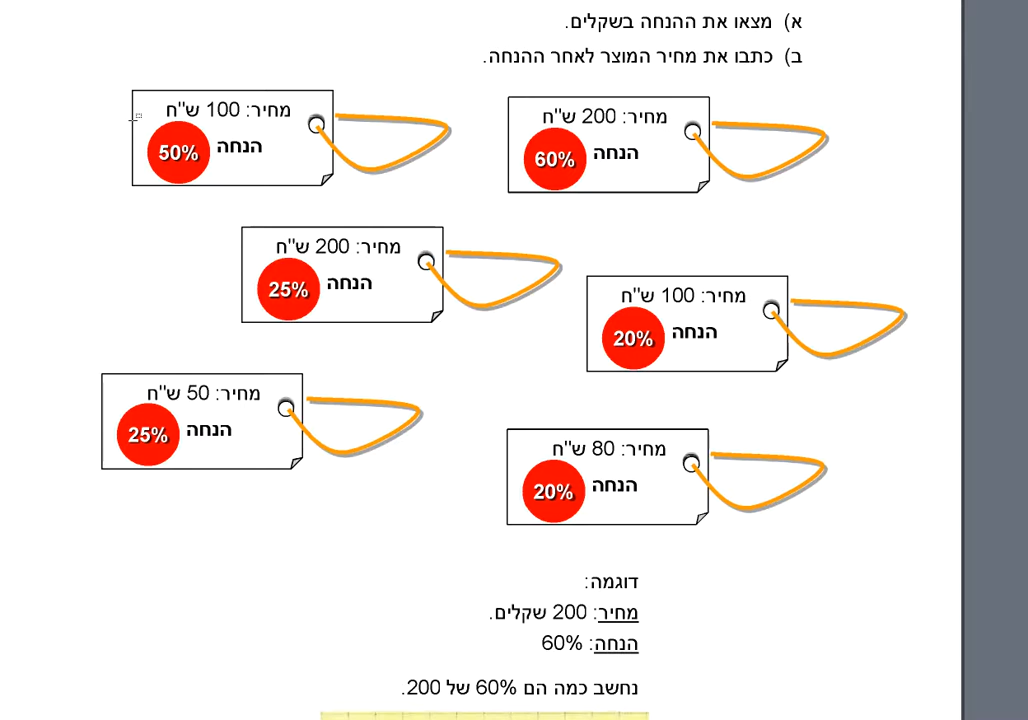 א) מצאו את ההנחה בשקלים.
ב) כתבו את מחיר המוצר לאחר ההנחה.
מחיר: 200 ש"ח
הנחה
60%
מחיר: 100 ש"ח
הנחה
50%
מחיר: 200 ש"ח
הנחה
25%
מחיר: 100 ש"ח
הנחה
20%
מחיר: 50 ש"ח
הנחה
25%
מחיר: 80 ש"ח
הנחה
20%
דוגמה:
מחיר: 200 שקלים.
הנחה: 60%
נחשב כמה הם 60% של 200.